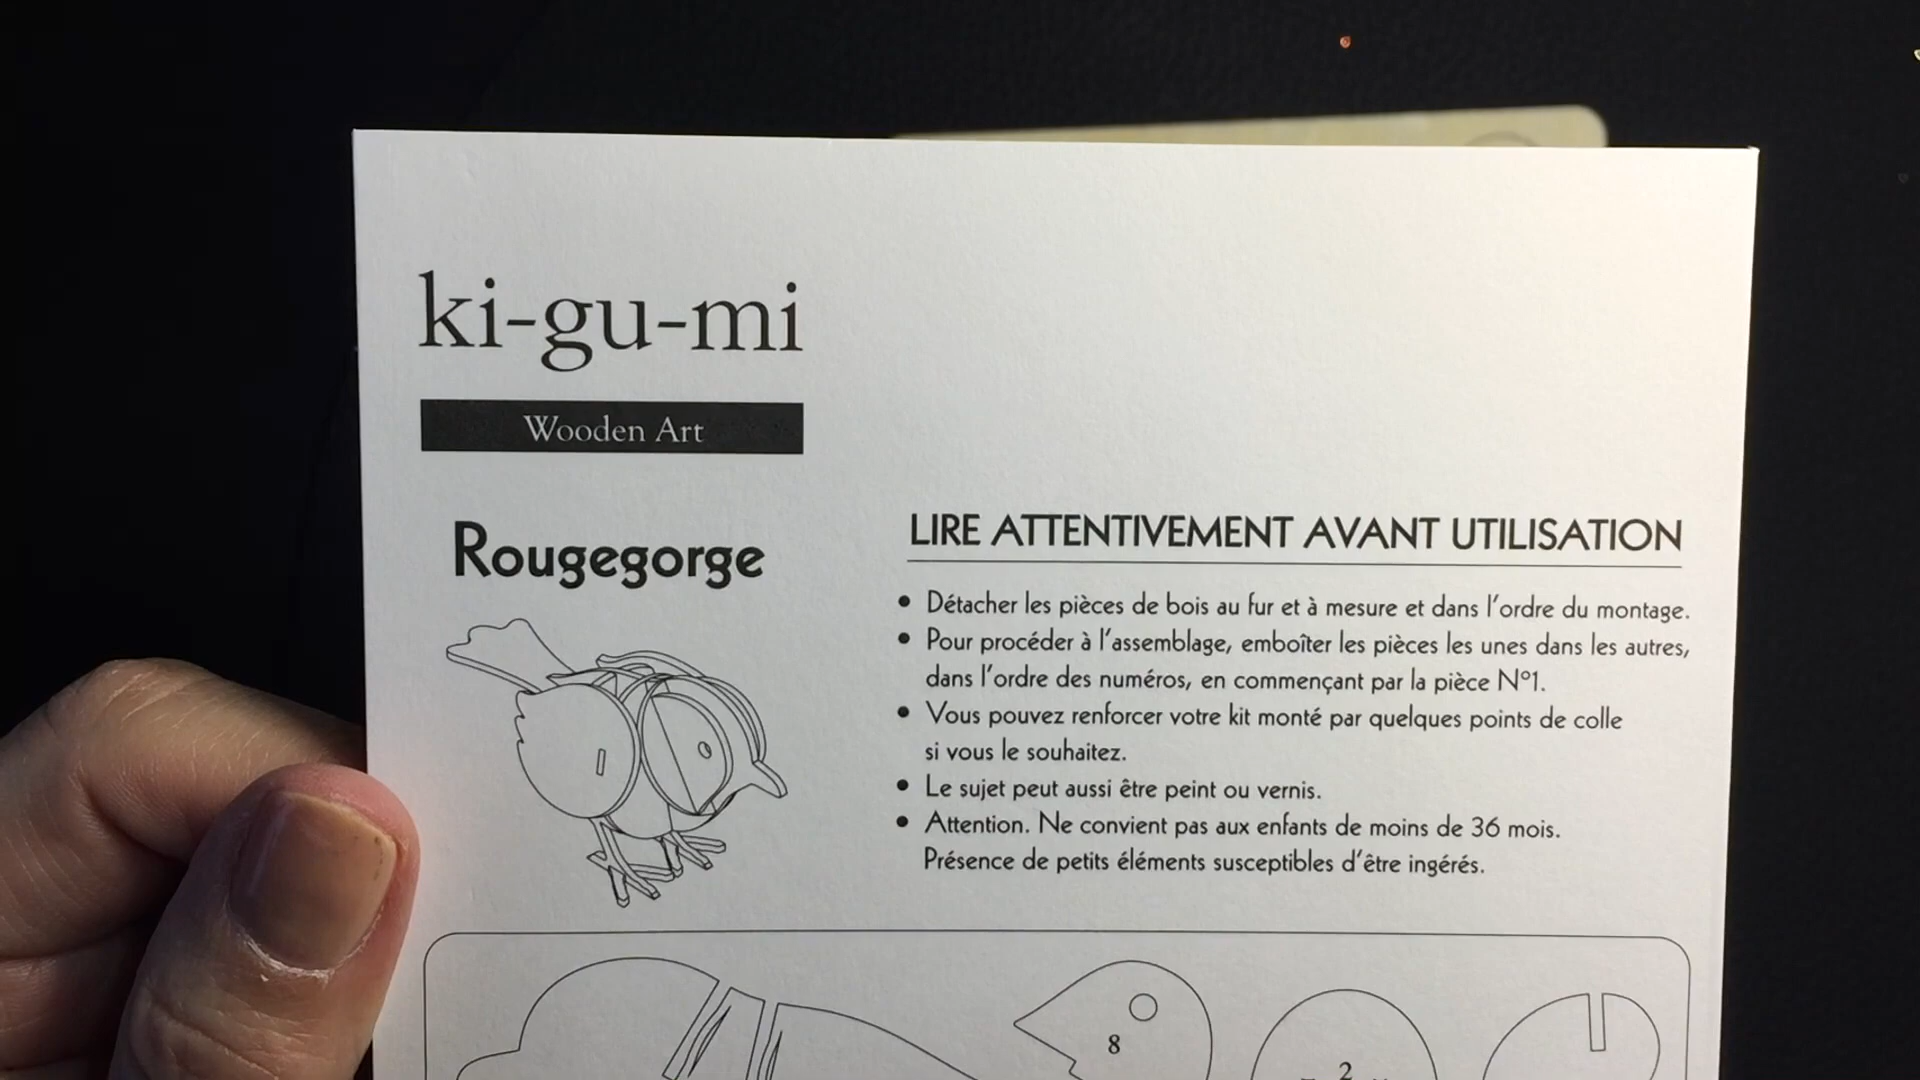 ki-gu-mi
Wooden Art
Rougegorge
LIRE ATTENTIVEMENT AVANT UTILISATION
• Détacher les pièces de bois au fur et à mesure et dans l'ordre du montage.
• Pour procéder à l'assemblage, emboîter les pièces les unes dans les autres,
dans l'ordre des numéros, en commençant par la pièce N°1.
• Vous pouvez renforcer votre kit monté par quelques points de colle
si vous le souhaitez.
• Le sujet peut aussi être peint ou vernis.
• Attention. Ne convient pas aux enfants de moins de 36 mois.
Présence de petits éléments susceptibles d'être ingérés.
8
2